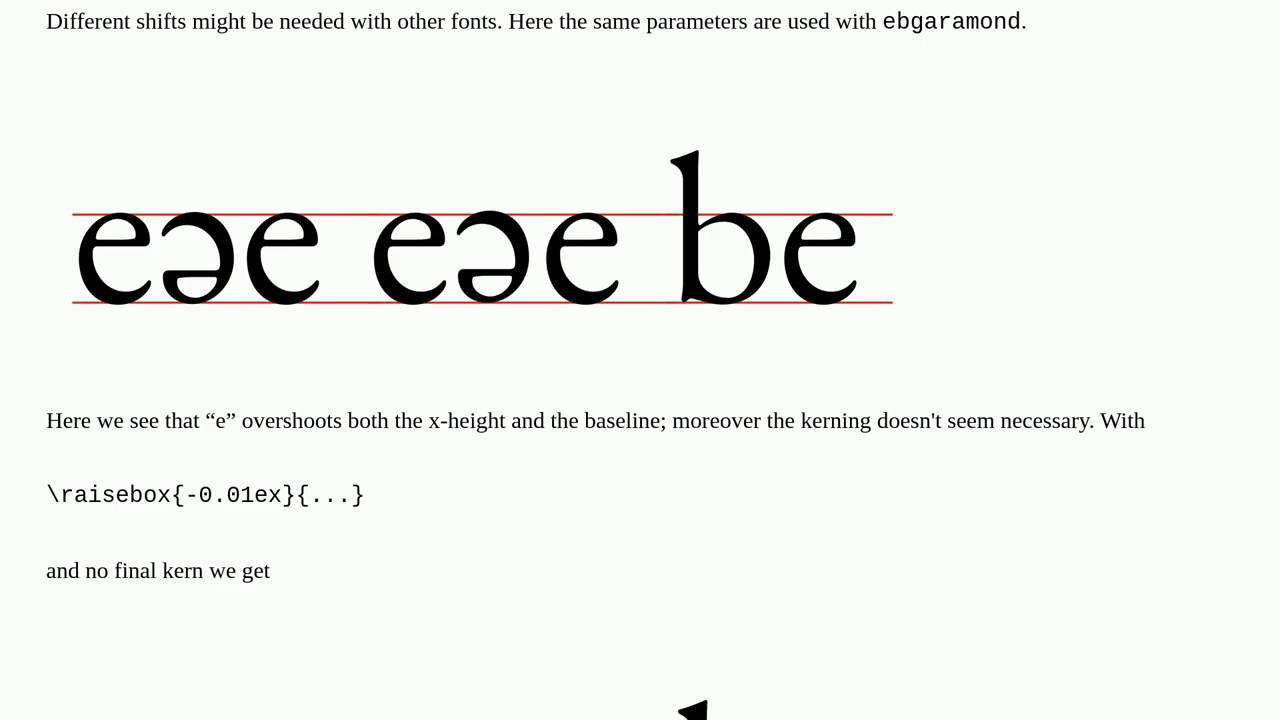 Different shifts might be needed with other fonts. Here the same parameters are used with ebgaramond.
eəe eəe be
Here we see that “e” overshoots both the x-height and the baseline; moreover the kerning doesn't seem necessary. With
\raisebox{-0.01ex}{...}
and no final kern we get